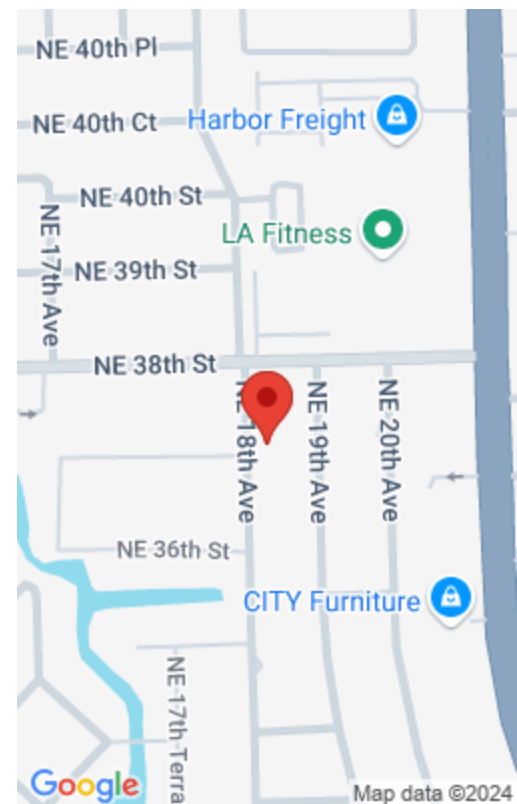 NE 40th Pl
NE 40th Ct
Harbor Freight
NE 40th St
NE 17th Ave
LA Fitness
NE 39th St
NE 38th St
NE 18th Ave
NE 19th Ave
NE 20th Ave
NE 36th St
CITY Furniture
NE 17th Terra
Google
Map data ©2024